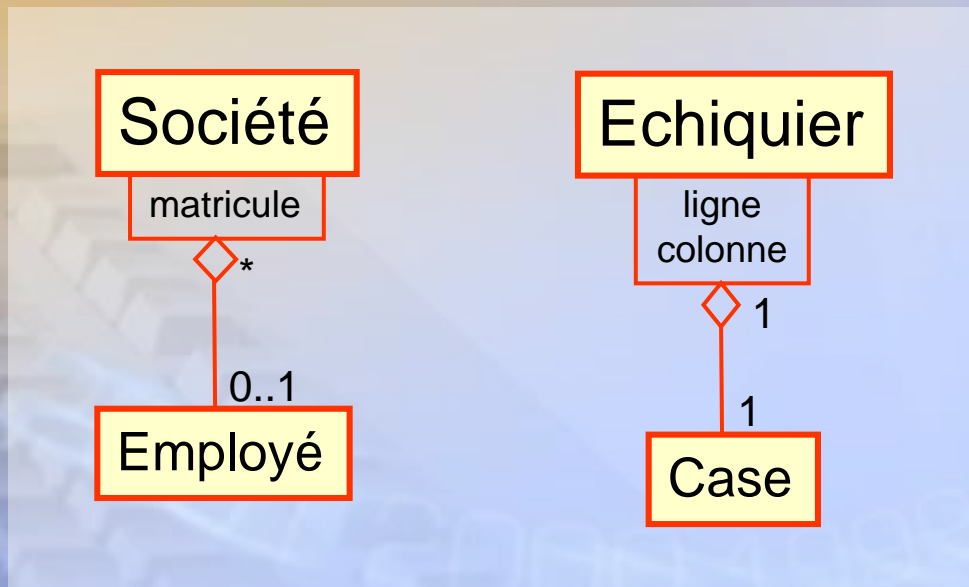 Société
matricule
*
0..1
Employé
Echiquier
ligne
colonne
1
1
Case